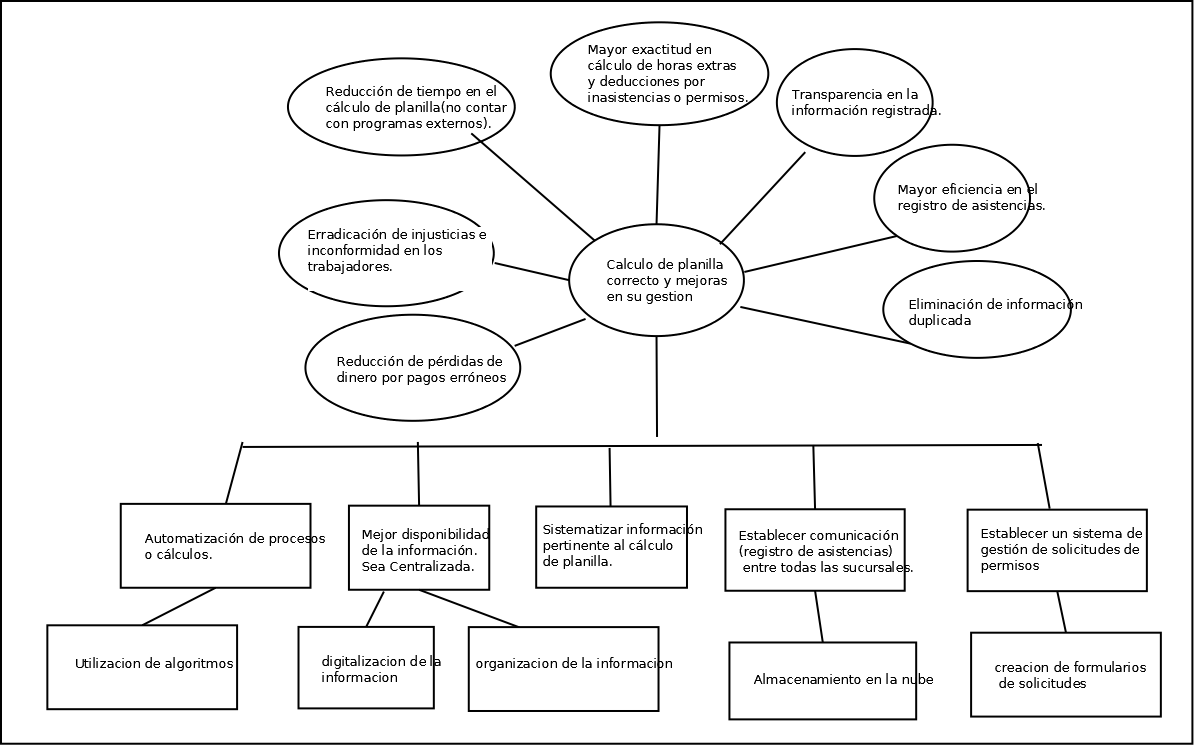 Mayor exactitud en
cálculo de horas extras
y deducciones por
inasistencias o permisos.
Reducción de tiempo en el
cálculo de planilla(no contar
con programas externos).
Transparencia en la
información registrada.
Mayor eficiencia en el
registro de asistencias.
Erradicación de injusticias e
inconformidad en los
trabajadores.
Calculo de planilla
correcto y mejoras
en su gestion
Eliminación de información
duplicada
Reducción de pérdidas de
dinero por pagos erróneos
Automatización de procesos
o cálculos.
Mejor disponibilidad
de la información.
Sea Centralizada.
Sistematizar información
pertinente al cálculo
de planilla.
Establecer comunicación
(registro de asistencias)
entre todas las sucursales.
Establecer un sistema de
gestión de solicitudes de
permisos
Utilizacion de algoritmos
digitalizacion de la
informacion
organizacion de la informacion
Almacenamiento en la nube
creacion de formularios
de solicitudes